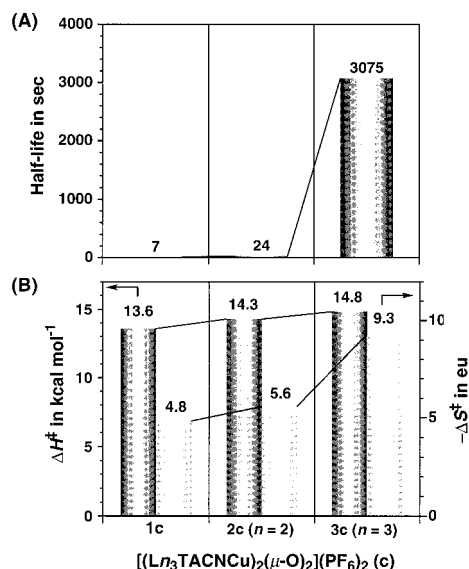 (A)
Half-life in sec
4000
3000
2000
1000
0
7
24
3075
(B)
ΔH‡ in kcal mol⁻¹
15
10
5
0
13.6
4.8
14.3
5.6
14.8
9.3
10
5
0
−ΔS‡ in eu
1c
2c (n = 2)
3c (n = 3)
[(Ln₃TACNCu)₂(μ-O)₂](PF₆)₂ (c)